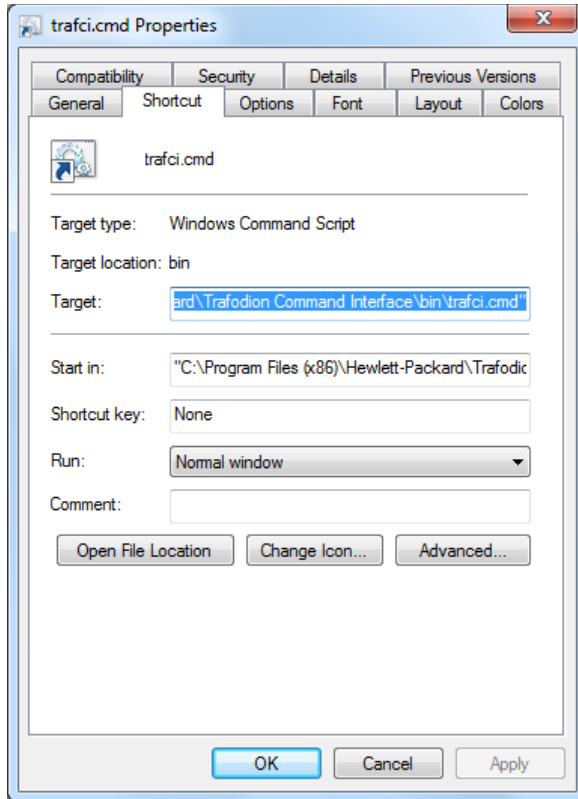 trafci.cmd Properties
Compatibility Security Details Previous Versions
General Shortcut Options Font Layout Colors
trafci.cmd
Target type: Windows Command Script
Target location: bin
Target: ard\Trafodion Command Interface\bin\trafci.cmd"
Start in: "C:\Program Files (x86)\Hewlett-Packard\Trafodic
Shortcut key: None
Run: Normal window
Comment:
Open File Location Change Icon... Advanced...
OK Cancel Apply